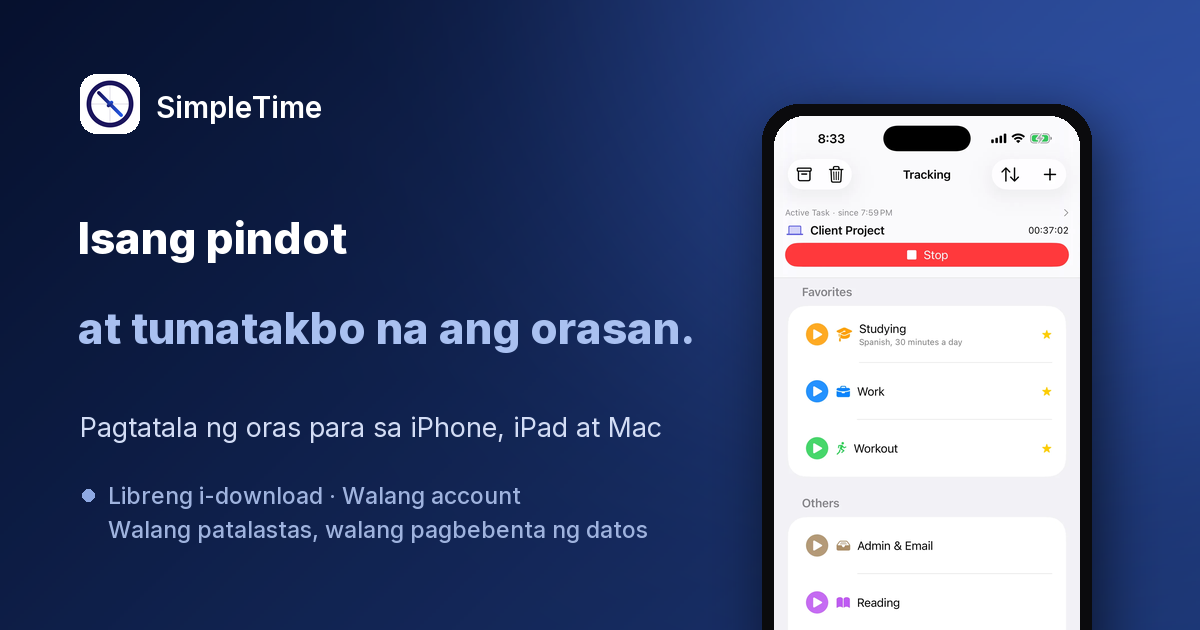 SimpleTime
Isang pindot
at tumatakbo na ang orasan.
Pagtatala ng oras para sa iPhone, iPad at Mac
Libreng i-download · Walang account
Walang patalastas, walang pagbebenta ng datos
8:33
Tracking
Active Task · since 7:59 PM
Client Project
00:37:02
Stop
Favorites
Studying
Spanish, 30 minutes a day
Work
Workout
Others
Admin & Email
Reading